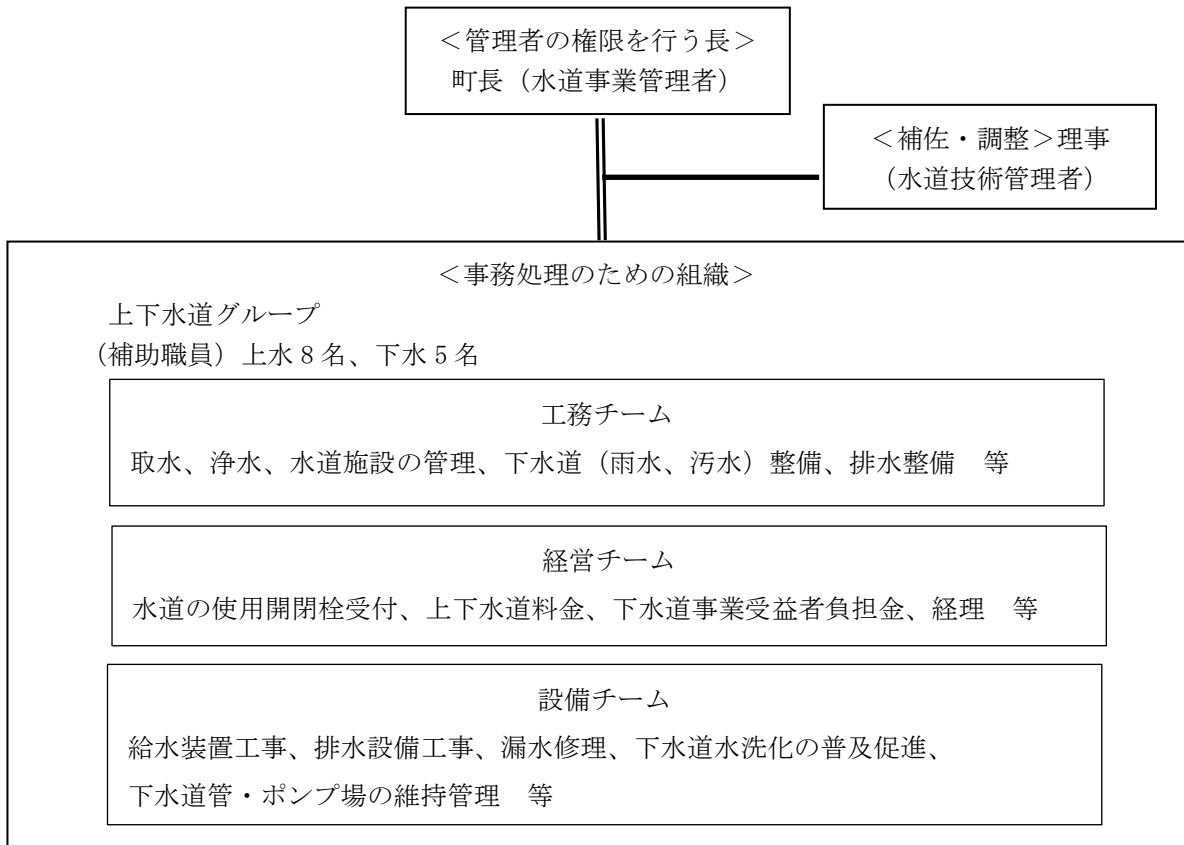 ＜管理者の権限を行う長＞
町長（水道事業管理者）
＜補佐・調整＞理事
（水道技術管理者）
＜事務処理のための組織＞
上下水道グループ
（補助職員）上水８名、下水５名
工務チーム
取水、浄水、水道施設の管理、下水道（雨水、汚水）整備、排水整備　等
経営チーム
水道の使用開閉栓受付、上下水道料金、下水道事業受益者負担金、経理　等
設備チーム
給水装置工事、排水設備工事、漏水修理、下水道水洗化の普及促進、
下水道管・ポンプ場の維持管理　等